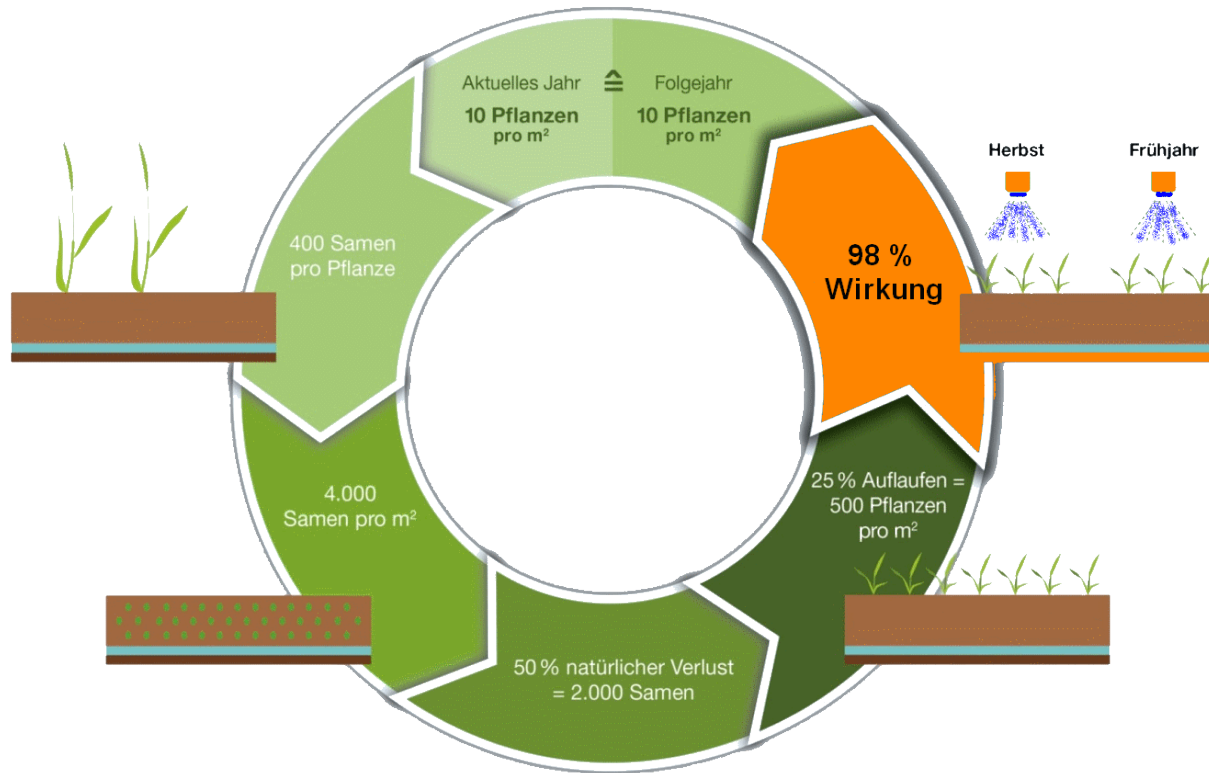 Aktuelles Jahr ≙ Folgejahr
10 Pflanzen
pro m²
10 Pflanzen
pro m²
Herbst
Frühjahr
98 %
Wirkung
400 Samen
pro Pflanze
25 % Auflaufen =
500 Pflanzen
pro m²
4.000
Samen pro m²
50 % natürlicher Verlust
= 2.000 Samen